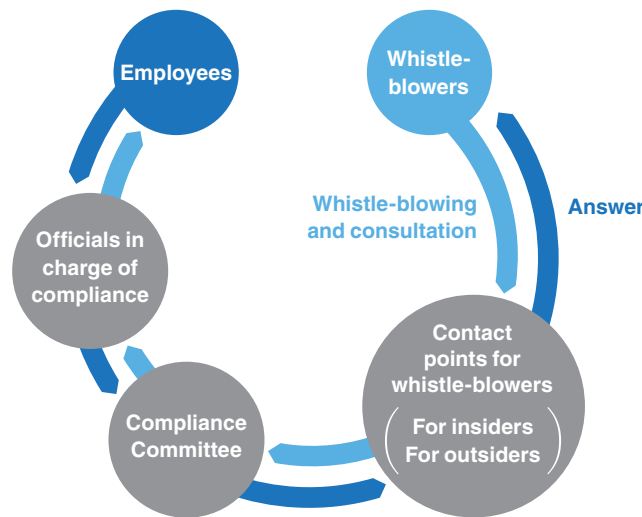 Employees
Whistle-
blowers
Whistle-blowing
and consultation
Answer
Officials in
charge of
compliance
Contact
points for
whistle-blowers
For insiders
For outsiders
Compliance
Committee